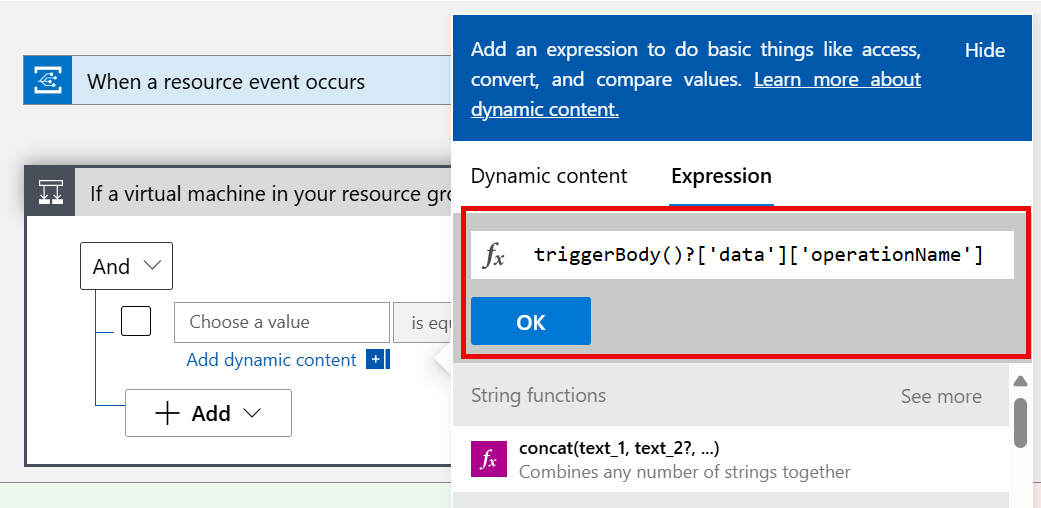 When a resource event occurs
If a virtual machine in your resource gro
And
Choose a value
is equ
Add dynamic content
Add
Add an expression to do basic things like access,
convert, and compare values. Learn more about
dynamic content.
Hide
Dynamic content
Expression
fx
triggerBody()?['data']['operationName']
OK
String functions
See more
fx
concat(text_1, text_2?, ...)
Combines any number of strings together